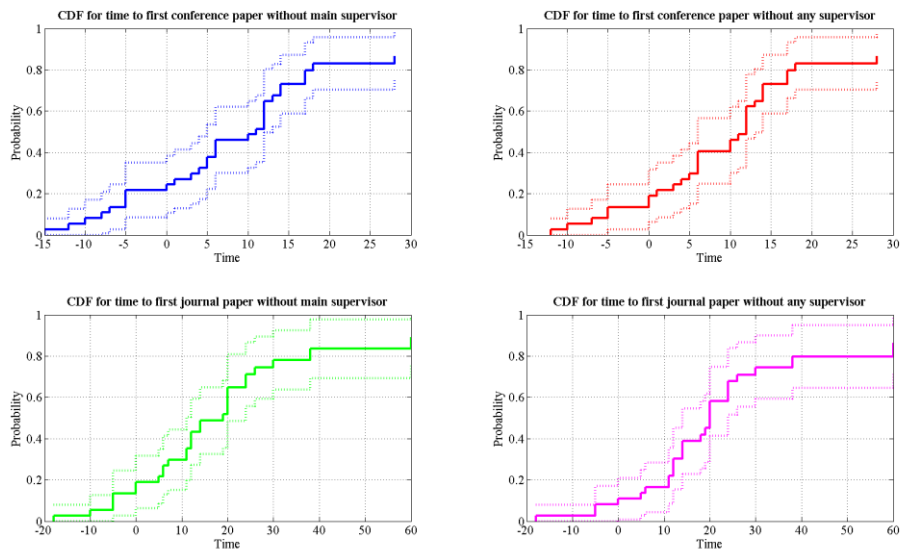 CDF for time to first conference paper without main supervisor
1
0.8
0.6
0.4
0.2
0
Probability
-15 -10 -5 0 5 10 15 20 25 30
Time
CDF for time to first conference paper without any supervisor
1
0.8
0.6
0.4
0.2
0
Probability
-15 -10 -5 0 5 10 15 20 25 30
Time
CDF for time to first journal paper without main supervisor
1
0.8
0.6
0.4
0.2
0
Probability
-20 -10 0 10 20 30 40 50 60
Time
CDF for time to first journal paper without any supervisor
1
0.8
0.6
0.4
0.2
0
Probability
-20 -10 0 10 20 30 40 50 60
Time